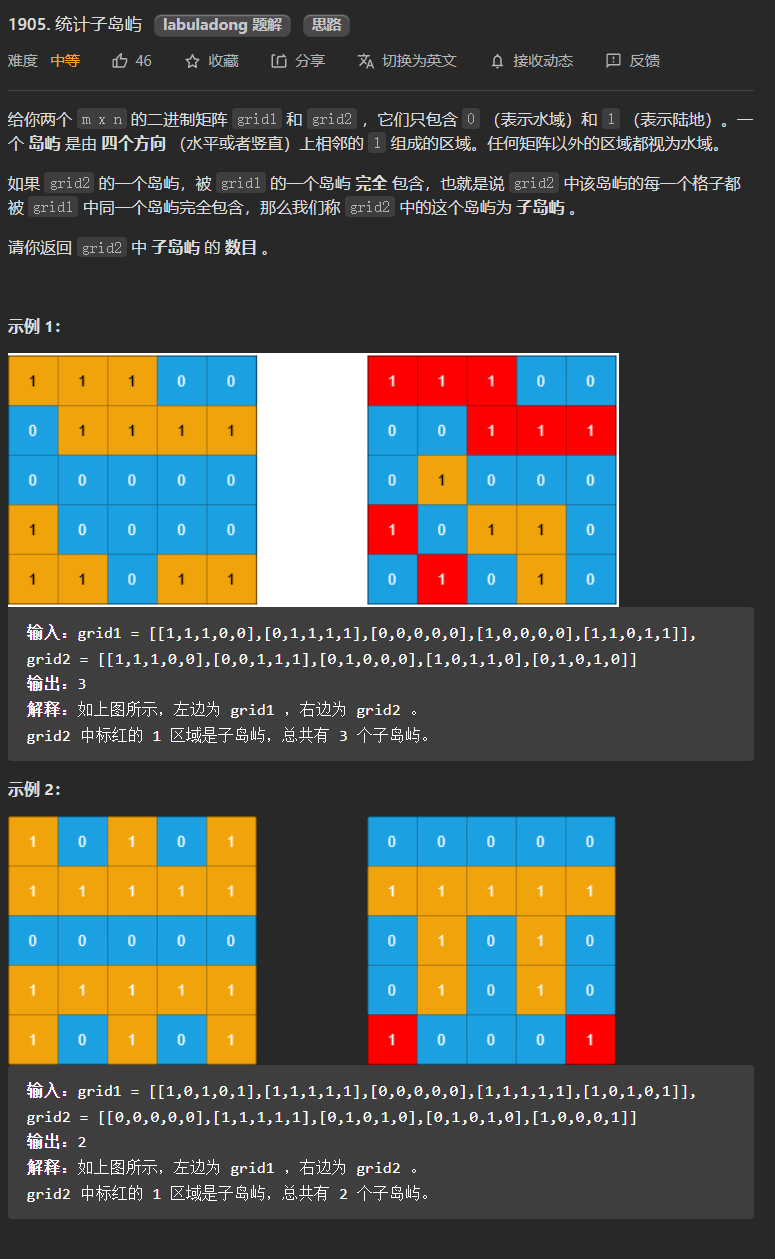 1905. 统计子岛屿 labuladong 题解 思路
难度 中等 46 收藏 分享 切换为英文 接收动态 反馈
给你两个 m x n 的二进制矩阵 grid1 和 grid2 ，它们只包含 0 （表示水域）和 1 （表示陆地）。一
个 岛屿 是由 四个方向 （水平或者竖直）上相邻的 1 组成的区域。任何矩阵以外的区域都视为水域。
如果 grid2 的一个岛屿，被 grid1 的一个岛屿 完全 包含，也就是说 grid2 中该岛屿的每一个格子都
被 grid1 中同一个岛屿完全包含，那么我们称 grid2 中的这个岛屿为 子岛屿 。
请你返回 grid2 中 子岛屿 的 数目 。
示例 1：
1 1 1 0 0 1 1 1 0 0
0 1 1 1 1 0 0 1 1 1
0 0 0 0 0 0 1 0 0 0
1 0 0 0 0 1 0 1 1 0
1 1 0 1 1 0 1 0 1 0
输入：grid1 = [[1,1,1,0,0],[0,1,1,1,1],[0,0,0,0,0],[1,0,0,0,0],[1,1,0,1,1]],
grid2 = [[1,1,1,0,0],[0,0,1,1,1],[0,1,0,0,0],[1,0,1,1,0],[0,1,0,1,0]]
输出：3
解释：如上图所示，左边为 grid1 ，右边为 grid2 。
grid2 中标红的 1 区域是子岛屿，总共有 3 个子岛屿。
示例 2：
1 0 1 0 1 0 0 0 0 0
1 1 1 1 1 1 1 1 1 1
0 0 0 0 0 0 1 0 1 0
1 1 1 1 1 0 1 0 1 0
1 0 1 0 1 1 0 0 0 1
输入：grid1 = [[1,0,1,0,1],[1,1,1,1,1],[0,0,0,0,0],[1,1,1,1,1],[1,0,1,0,1]],
grid2 = [[0,0,0,0,0],[1,1,1,1,1],[0,1,0,1,0],[0,1,0,1,0],[1,0,0,0,1]]
输出：2
解释：如上图所示，左边为 grid1 ，右边为 grid2 。
grid2 中标红的 1 区域是子岛屿，总共有 2 个子岛屿。